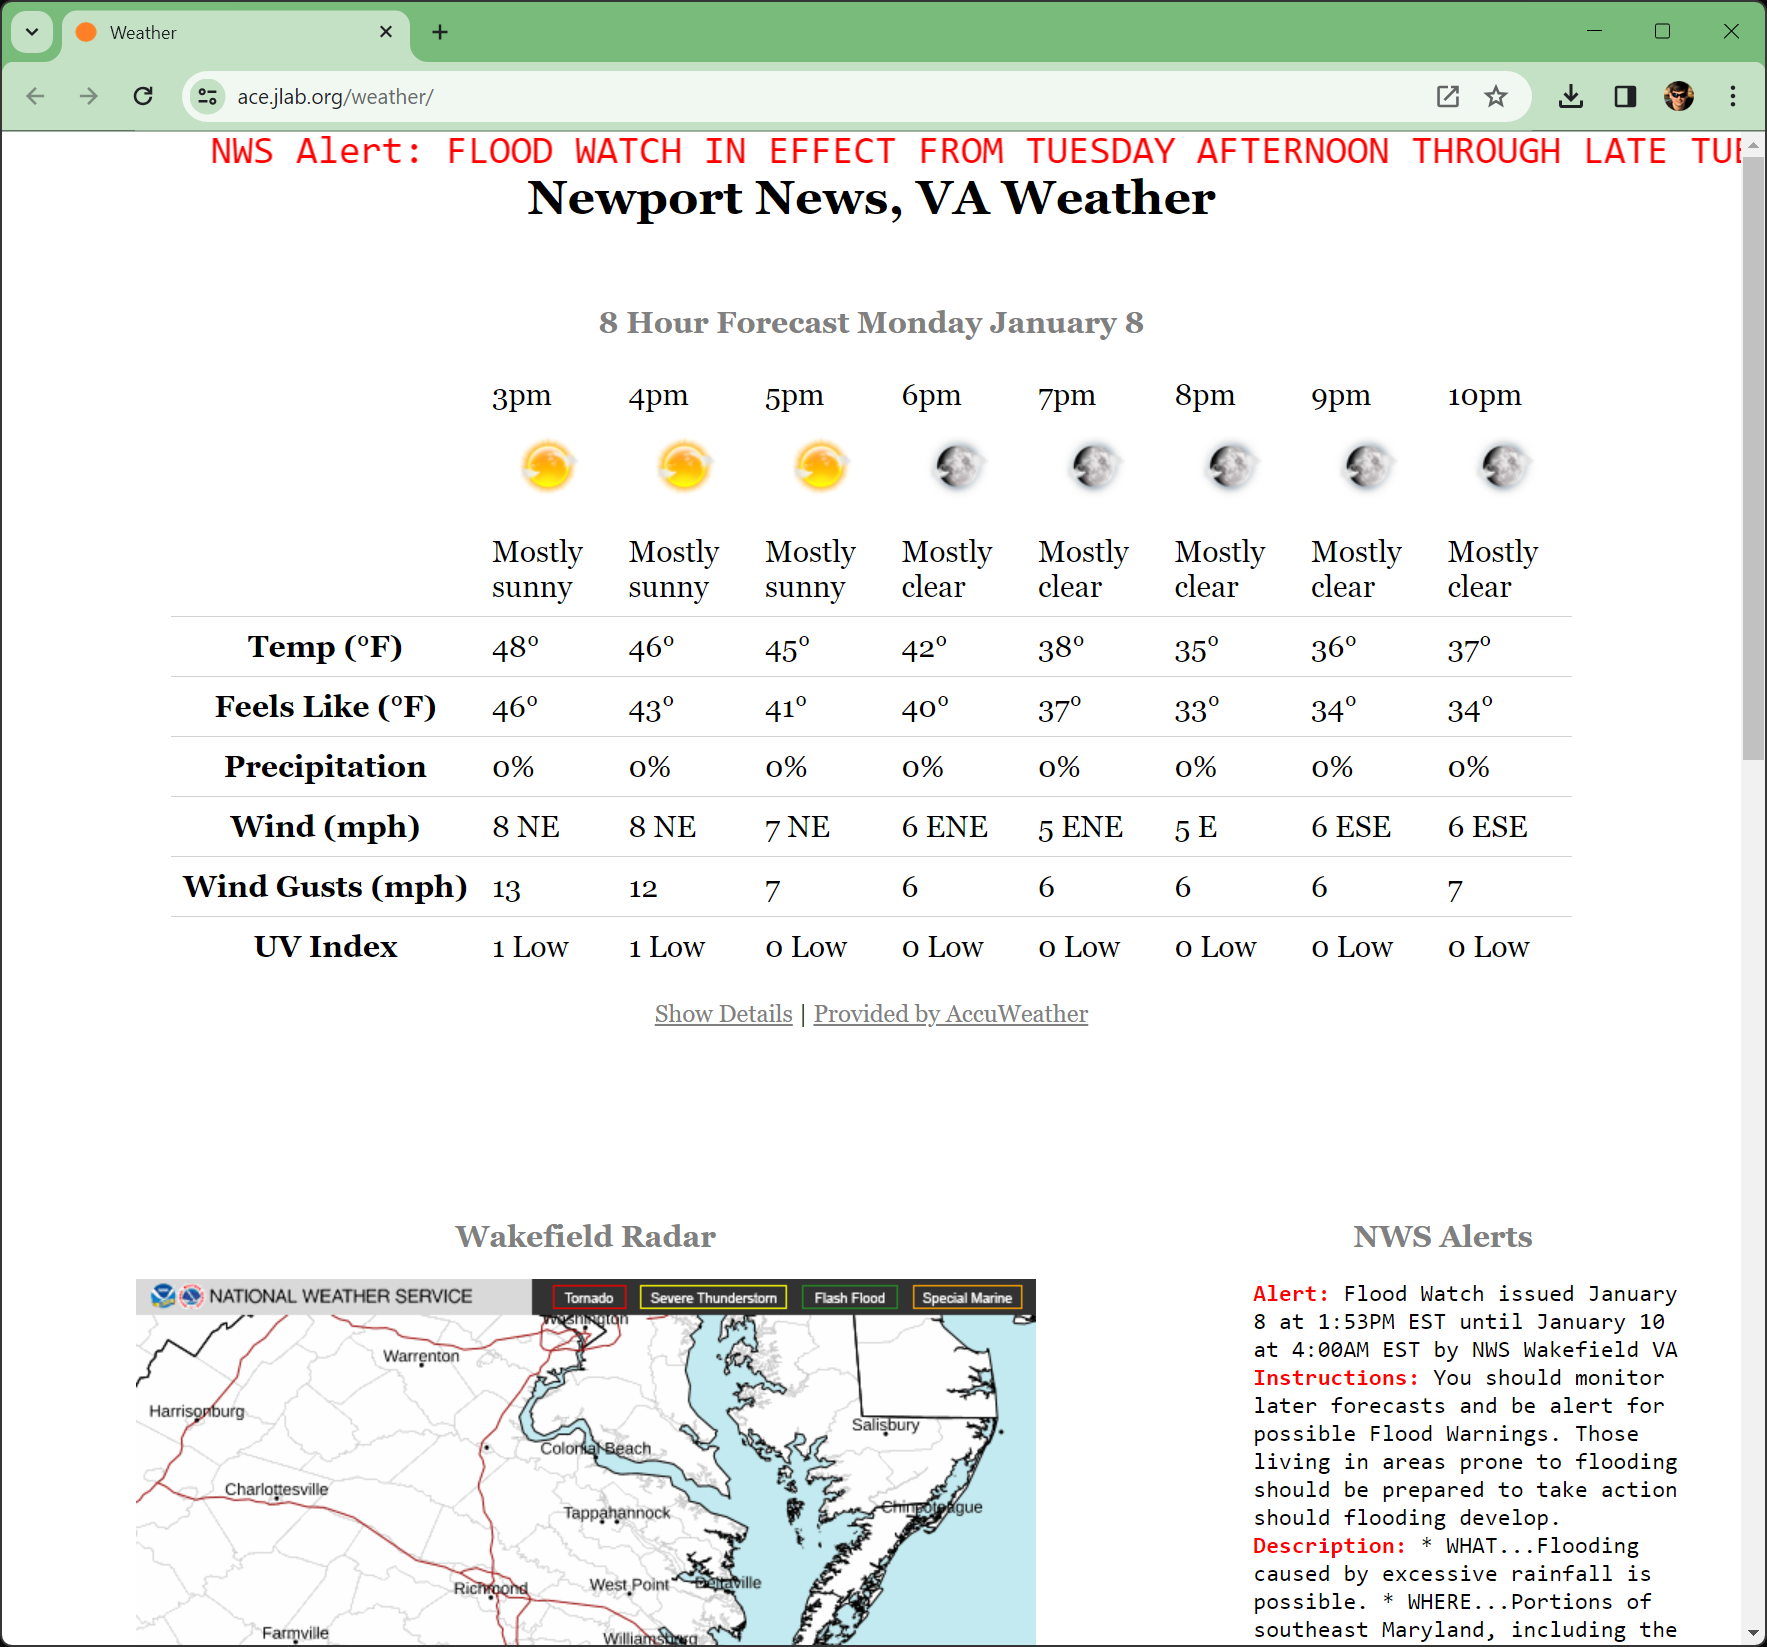 Weather
ace.jlab.org/weather/
NWS Alert: FLOOD WATCH IN EFFECT FROM TUESDAY AFTERNOON THROUGH LATE TUE
Newport News, VA Weather
8 Hour Forecast Monday January 8
3pm 4pm 5pm 6pm 7pm 8pm 9pm 10pm
Mostly Mostly Mostly Mostly Mostly Mostly Mostly Mostly
sunny sunny sunny clear clear clear clear clear
Temp (°F) 48° 46° 45° 42° 38° 35° 36° 37°
Feels Like (°F) 46° 43° 41° 40° 37° 33° 34° 34°
Precipitation 0% 0% 0% 0% 0% 0% 0% 0%
Wind (mph) 8 NE 8 NE 7 NE 6 ENE 5 ENE 5 E 6 ESE 6 ESE
Wind Gusts (mph) 13 12 7 6 6 6 6 7
UV Index 1 Low 1 Low 0 Low 0 Low 0 Low 0 Low 0 Low 0 Low
Show Details | Provided by AccuWeather
Wakefield Radar
NATIONAL WEATHER SERVICE Tornado Severe Thunderstorm Flash Flood Special Marine
Washington
Warrenton
Harrisonburg
Salisbury
Colonial Beach
Charlottesville
Tappahannock
Chincoteague
Richmond
West Point
Deltaville
Farmville
Williamsburg
NWS Alerts
Alert: Flood Watch issued January
8 at 1:53PM EST until January 10
at 4:00AM EST by NWS Wakefield VA
Instructions: You should monitor
later forecasts and be alert for
possible Flood Warnings. Those
living in areas prone to flooding
should be prepared to take action
should flooding develop.
Description: * WHAT...Flooding
caused by excessive rainfall is
possible. * WHERE...Portions of
southeast Maryland, including the